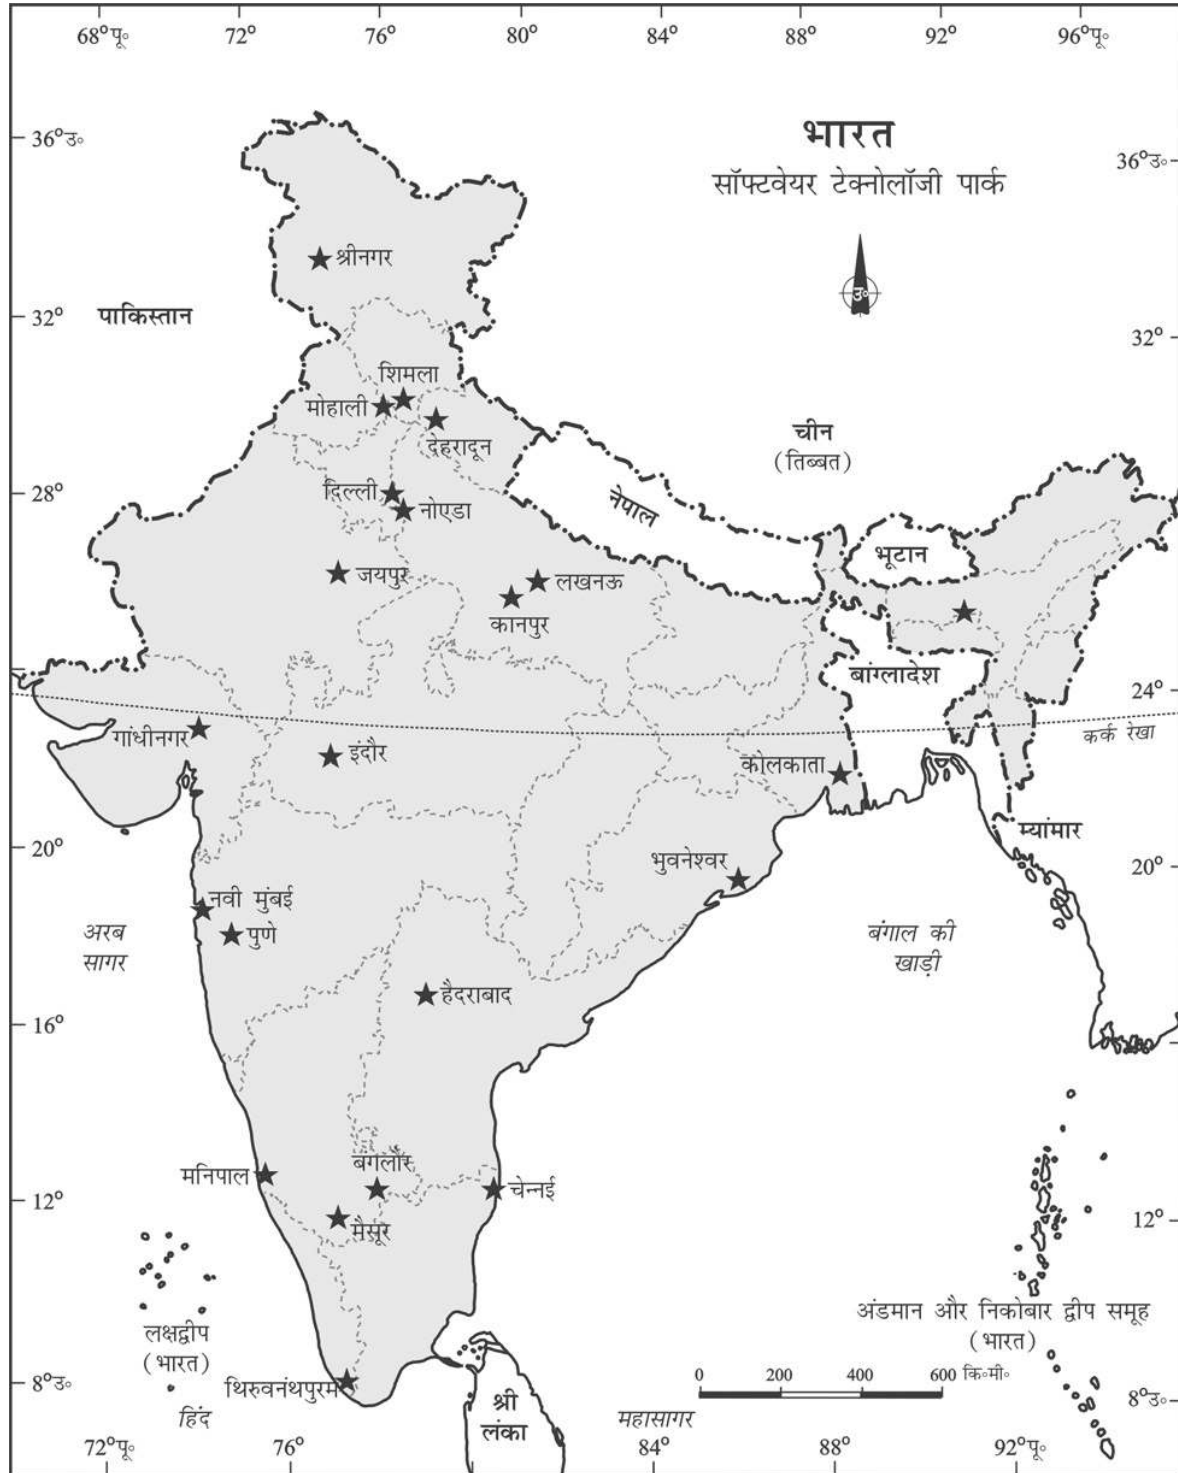 68°पू॰ 72° 76° 80° 84° 88° 92° 96°पू॰
भारत
सॉफ्टवेयर टेक्नोलॉजी पार्क
36°उ॰
36°उ॰
उ॰
श्रीनगर
पाकिस्तान
32°
32°
शिमला
मोहाली
देहरादून
चीन
(तिब्बत)
28°
दिल्ली
नोएडा
नेपाल
भूटान
जयपुर
लखनऊ
कानपुर
बांग्लादेश
24°
कर्क रेखा
गांधीनगर
इंदौर
कोलकाता
म्यांमार
20°
20°
भुवनेश्वर
नवी मुंबई
पुणे
अरब
सागर
बंगाल की
खाड़ी
हैदराबाद
16°
मनिपाल
बंगलौर
चेन्नई
मैसूर
12°
12°
लक्षद्वीप
(भारत)
अंडमान और निकोबार द्वीप समूह
(भारत)
थिरुवनंथपुरम
0 200 400 600 कि॰मी॰
8°उ॰
8°उ॰
श्री
लंका
हिंद
महासागर
72°पू॰ 76° 84° 88° 92°पू॰